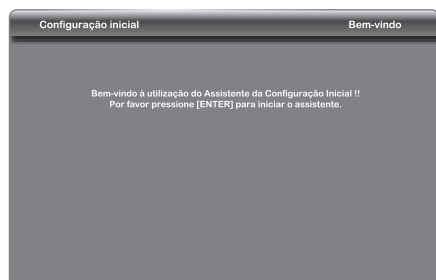 Configuração inicial Bem-vindo
Bem-vindo à utilização do Assistente da Configuração Inicial !!
Por favor pressione [ENTER] para iniciar o assistente.